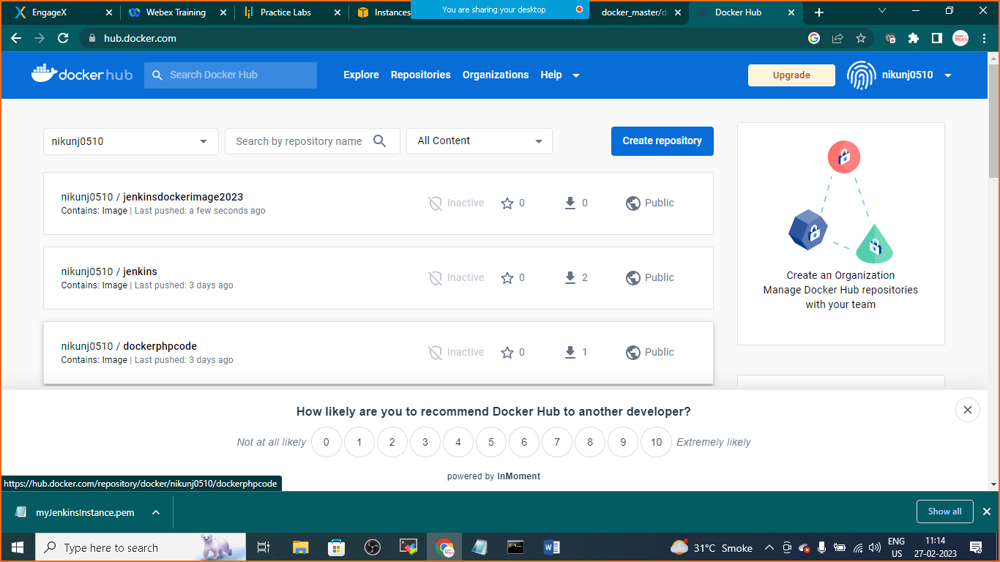 EngageX
Webex Training
Practice Labs
Instances
You are sharing your desktop
docker_master/d
Docker Hub
hub.docker.com
docker hub
Search Docker Hub
Explore
Repositories
Organizations
Help
Upgrade
nikunj0510
nikunj0510
Search by repository name
All Content
Create repository
nikunj0510 / jenkinsdockerimage2023
Contains: Image | Last pushed: a few seconds ago
Inactive
0
0
Public
nikunj0510 / jenkins
Contains: Image | Last pushed: 3 days ago
Inactive
0
2
Public
nikunj0510 / dockerphpcode
Contains: Image | Last pushed: 3 days ago
Inactive
0
1
Public
Create an Organization
Manage Docker Hub repositories
with your team
How likely are you to recommend Docker Hub to another developer?
Not at all likely 0 1 2 3 4 5 6 7 8 9 10 Extremely likely
powered by InMoment
https://hub.docker.com/repository/docker/nikunj0510/dockerphpcode
myJenkinsInstance.pem
Show all
Type here to search
31°C Smoke
ENG
US
11:14
27-02-2023